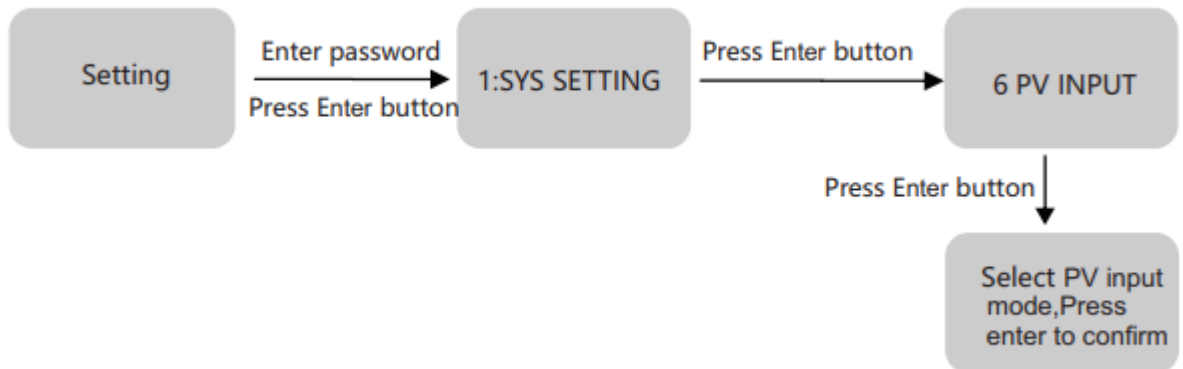 Setting
Enter password
Press Enter button
1:SYS SETTING
Press Enter button
6 PV INPUT
Press Enter button
Select PV input
mode,Press
enter to confirm